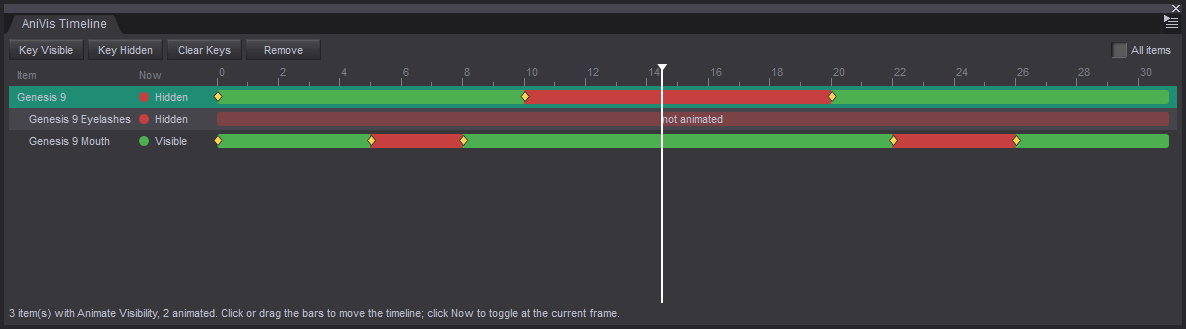 AniVis Timeline
Key Visible Key Hidden Clear Keys Remove All items
Item Now 0 2 4 6 8 10 12 14 16 18 20 22 24 26 28 30
Genesis 9 Hidden
Genesis 9 Eyelashes Hidden not animated
Genesis 9 Mouth Visible
3 item(s) with Animate Visibility, 2 animated. Click or drag the bars to move the timeline; click Now to toggle at the current frame.